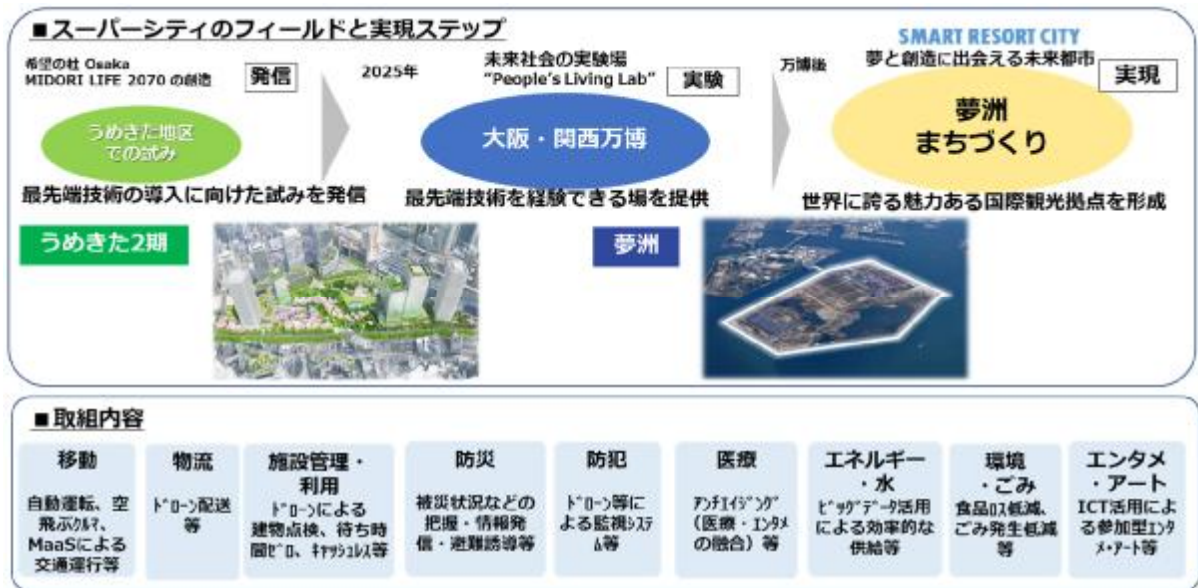 ■スーパーシティのフィールドと実現ステップ
希望の杜 Osaka
MIDORI LIFE 2070 の創造
発信
うめきた地区
での試み
最先端技術の導入に向けた試みを発信
2025年
未来社会の実験場
"People's Living Lab"
実験
大阪・関西万博
最先端技術を経験できる場を提供
万博後
SMART RESORT CITY
夢と創造に出会える未来都市
実現
夢洲
まちづくり
世界に誇る魅力ある国際観光拠点を形成
うめきた2期
夢洲
■取組内容
移動
自動運転、空
飛ぶｸﾙﾏ、
MaaSによる
交通運行等
物流
ﾄﾞﾛｰﾝ配送
等
施設管理・
利用
ﾄﾞﾛｰﾝによる
建物点検、待ち時
間ｾﾞﾛ、ｷｬｯｼｭﾚｽ等
防災
被災状況などの
把握・情報発
信・避難誘導等
防犯
ﾄﾞﾛｰﾝ等に
よる監視ｼｽﾃ
ﾑ等
医療
ｱﾝﾁｴｲｼﾞﾝｸﾞ
(医療・ｴﾝﾀﾒ
の融合）等
エネルギー
・水
ﾋﾞｯｸﾞﾃﾞｰﾀ活用
による効率的な
供給等
環境
・ごみ
食品ﾛｽ低減、
ごみ発生低減
等
エンタメ
・アート
ICT活用によ
る参加型ｴﾝﾀ
ﾒ・ｱｰﾄ等